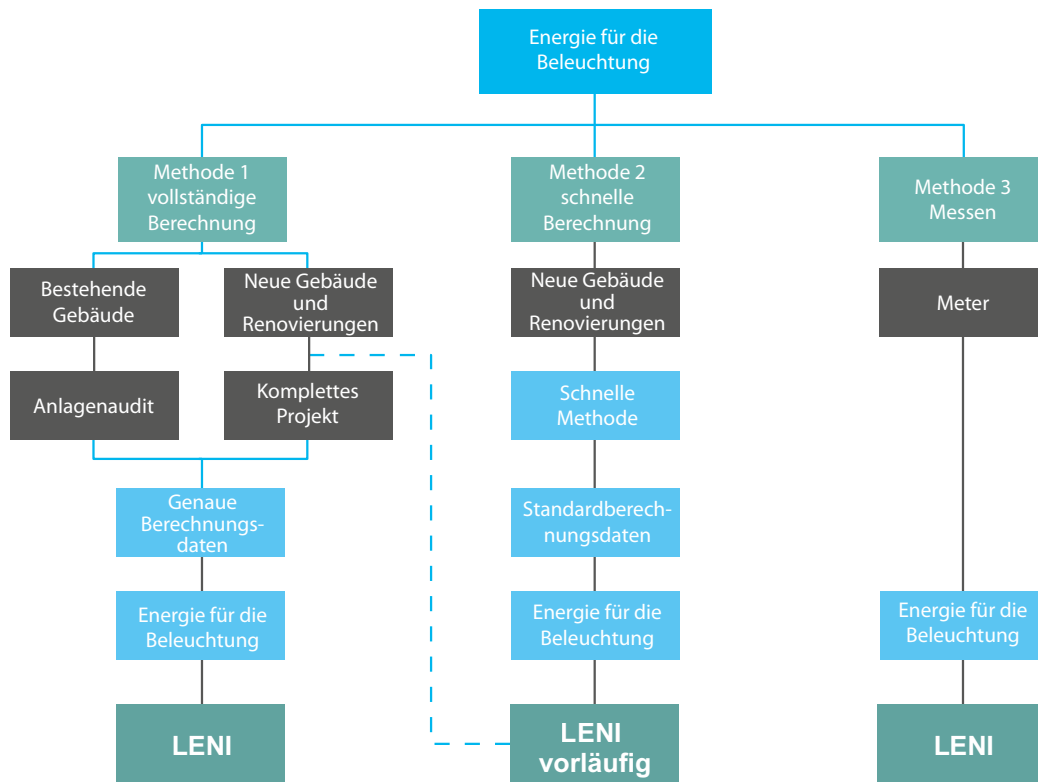 Energie für die
Beleuchtung
Methode 1
vollständige
Berechnung
Methode 2
schnelle
Berechnung
Methode 3
Messen
Bestehende
Gebäude
Neue Gebäude
und
Renovierungen
Neue Gebäude
und
Renovierungen
Meter
Anlagenaudit
Komplettes
Projekt
Schnelle
Methode
Genaue
Berechnungs-
daten
Standardberech-
nungsdaten
Energie für die
Beleuchtung
Energie für die
Beleuchtung
Energie für die
Beleuchtung
LENI
LENI
vorläufig
LENI